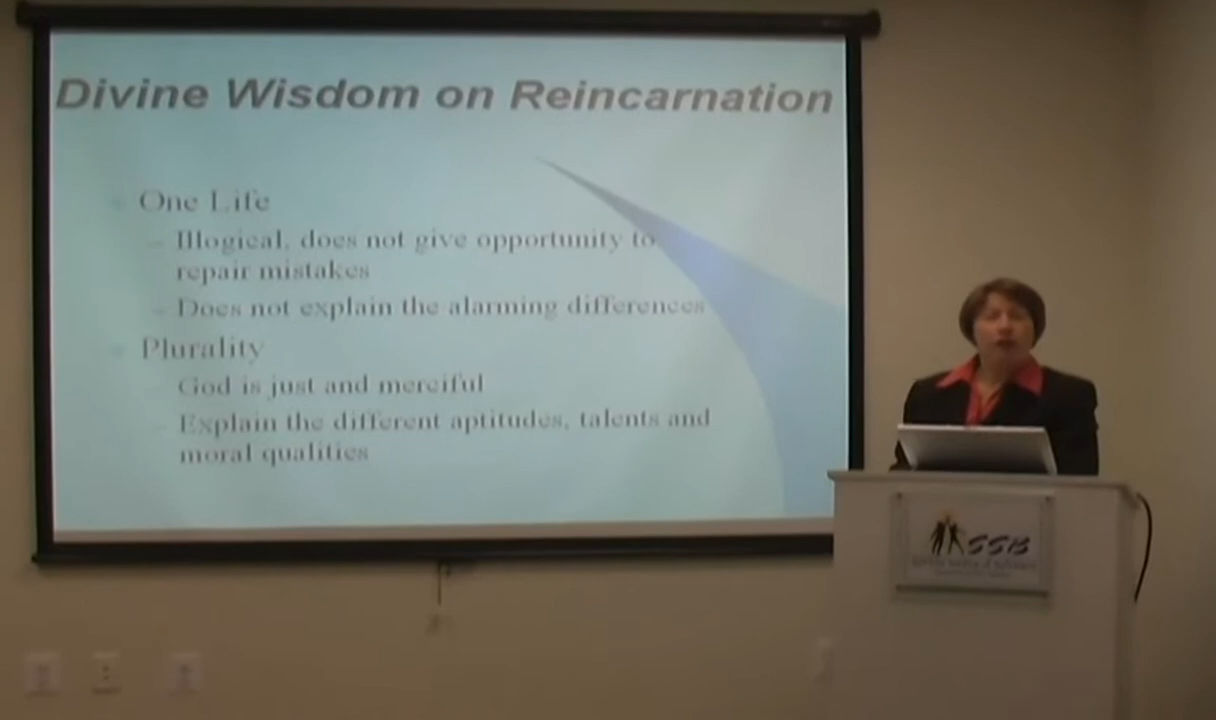 Divine Wisdom on Reincarnation
One Life
– Illogical, does not give opportunity to
repair mistakes
– Does not explain the alarming differences
Plurality
– God is just and merciful
– Explain the different aptitudes, talents and
moral qualities
SSB